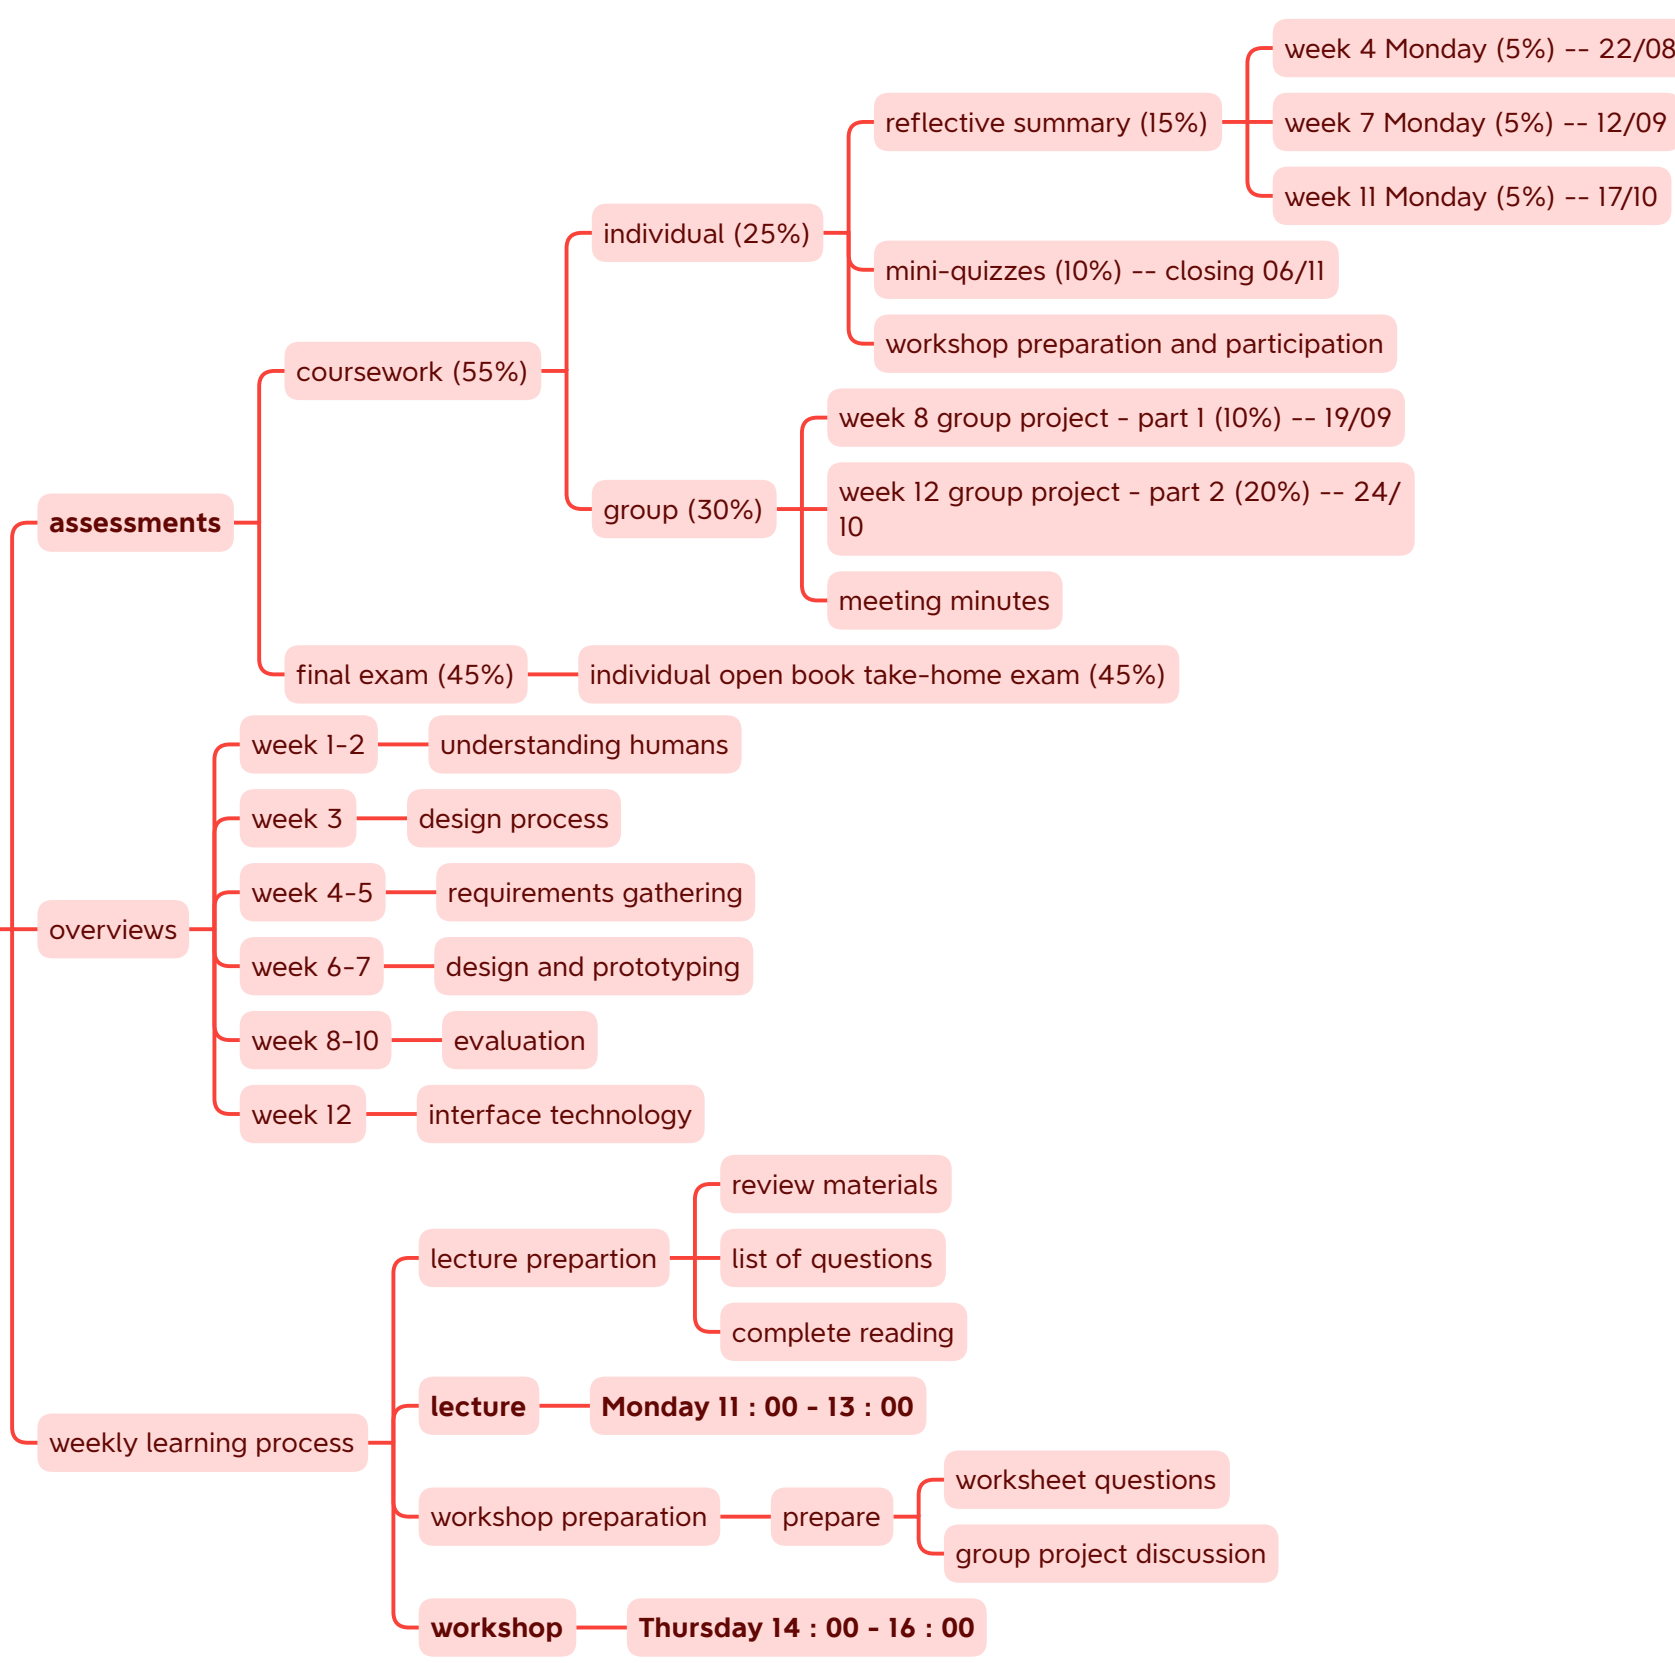 week 4 Monday (5%) -- 22/08
reflective summary (15%)
week 7 Monday (5%) -- 12/09
week 11 Monday (5%) -- 17/10
individual (25%)
mini-quizzes (10%) -- closing 06/11
workshop preparation and participation
coursework (55%)
week 8 group project - part 1 (10%) -- 19/09
group (30%)
week 12 group project - part 2 (20%) -- 24/
10
meeting minutes
assessments
final exam (45%)
individual open book take-home exam (45%)
week 1-2
understanding humans
week 3
design process
week 4-5
requirements gathering
overviews
week 6-7
design and prototyping
week 8-10
evaluation
week 12
interface technology
review materials
lecture prepartion
list of questions
complete reading
lecture
Monday 11 : 00 - 13 : 00
weekly learning process
worksheet questions
workshop preparation
prepare
group project discussion
workshop
Thursday 14 : 00 - 16 : 00